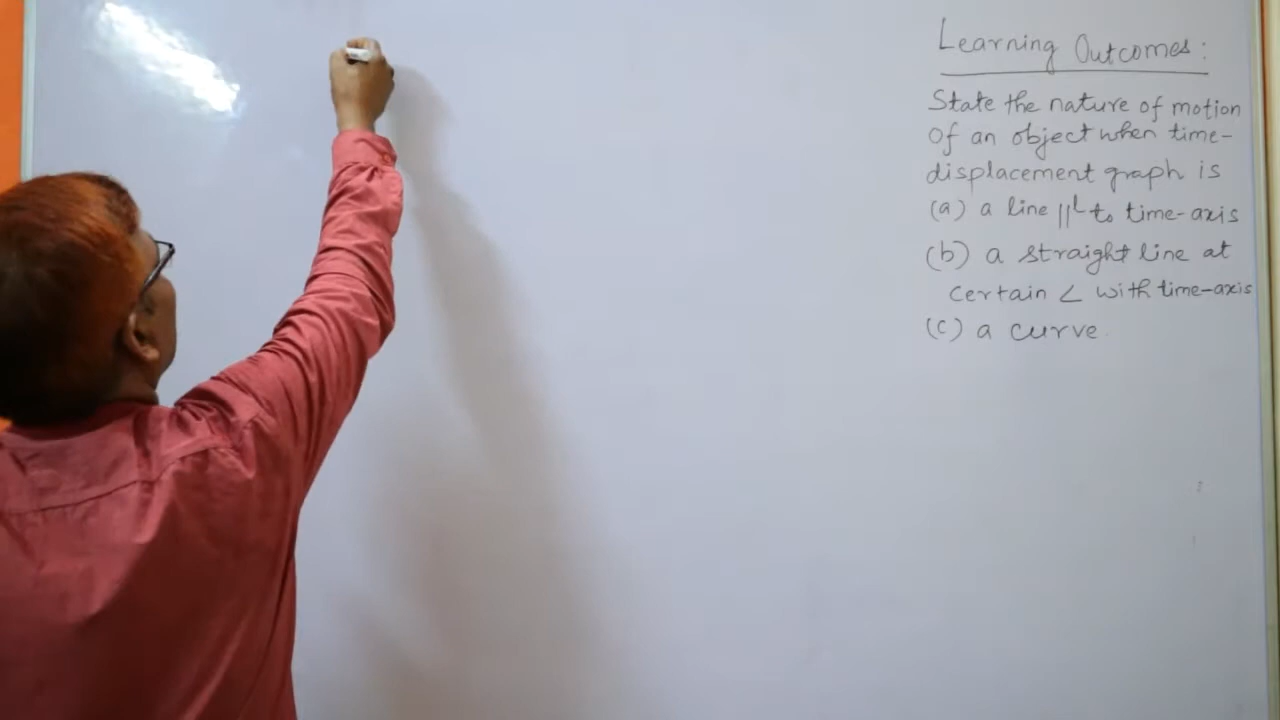 Learning Outcomes:
State the nature of motion
of an object when time-
displacement graph is
(a) a line ||ˡ to time-axis
(b) a straight line at
certain ∠ with time-axis
(c) a curve